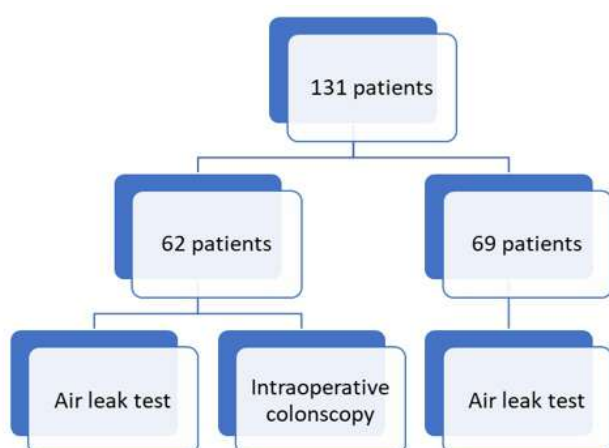 131 patients
62 patients
69 patients
Air leak test
Intraoperative
colonscopy
Air leak test